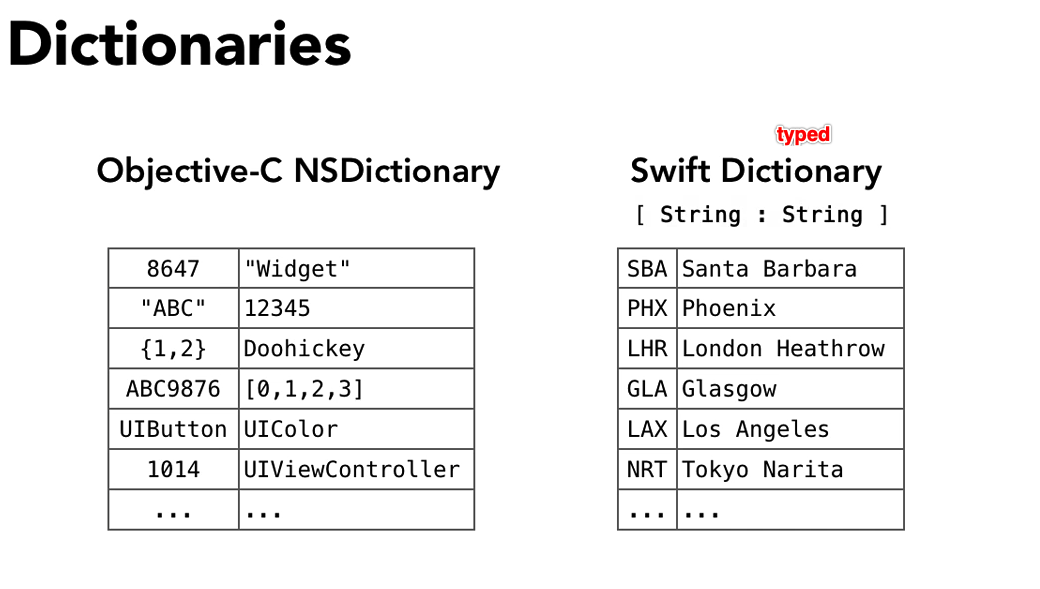 Dictionaries
typed
Objective-C NSDictionary
Swift Dictionary
[ String : String ]
8647 "Widget"
"ABC" 12345
{1,2} Doohickey
ABC9876 [0,1,2,3]
UIButton UIColor
1014 UIViewController
... ...
SBA Santa Barbara
PHX Phoenix
LHR London Heathrow
GLA Glasgow
LAX Los Angeles
NRT Tokyo Narita
... ...